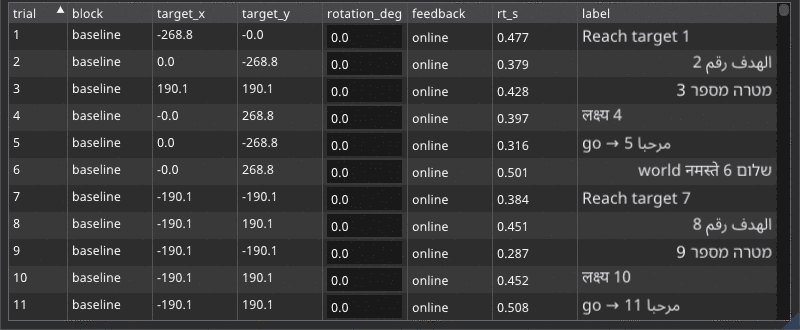 trial block target_x target_y rotation_deg feedback rt_s label
1 baseline -268.8 -0.0 0.0 online 0.477 Reach target 1
2 baseline 0.0 -268.8 0.0 online 0.379 الهدف رقم 2
3 baseline 190.1 190.1 0.0 online 0.428 מטרה מספר 3
4 baseline -0.0 268.8 0.0 online 0.397 लक्ष्य 4
5 baseline 0.0 -268.8 0.0 online 0.316 go → مرحبا 5
6 baseline -0.0 268.8 0.0 online 0.501 שלום 6 नमस्ते world
7 baseline -190.1 -190.1 0.0 online 0.384 Reach target 7
8 baseline -190.1 190.1 0.0 online 0.451 الهدف رقم 8
9 baseline -190.1 -190.1 0.0 online 0.287 מטרה מספר 9
10 baseline -190.1 190.1 0.0 online 0.452 लक्ष्य 10
11 baseline -190.1 190.1 0.0 online 0.508 go → مرحبا 11